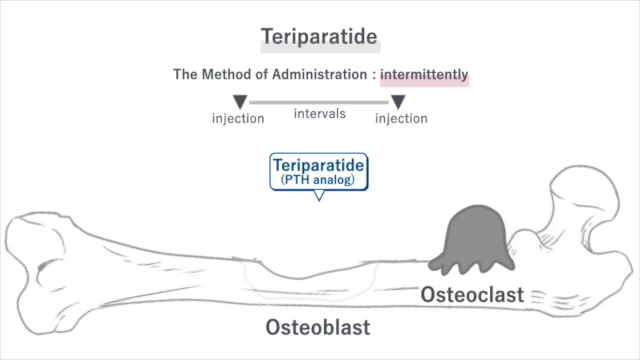 Teriparatide
The Method of Administration : intermittently
injection intervals injection
Teriparatide
(PTH analog)
Osteoclast
Osteoblast